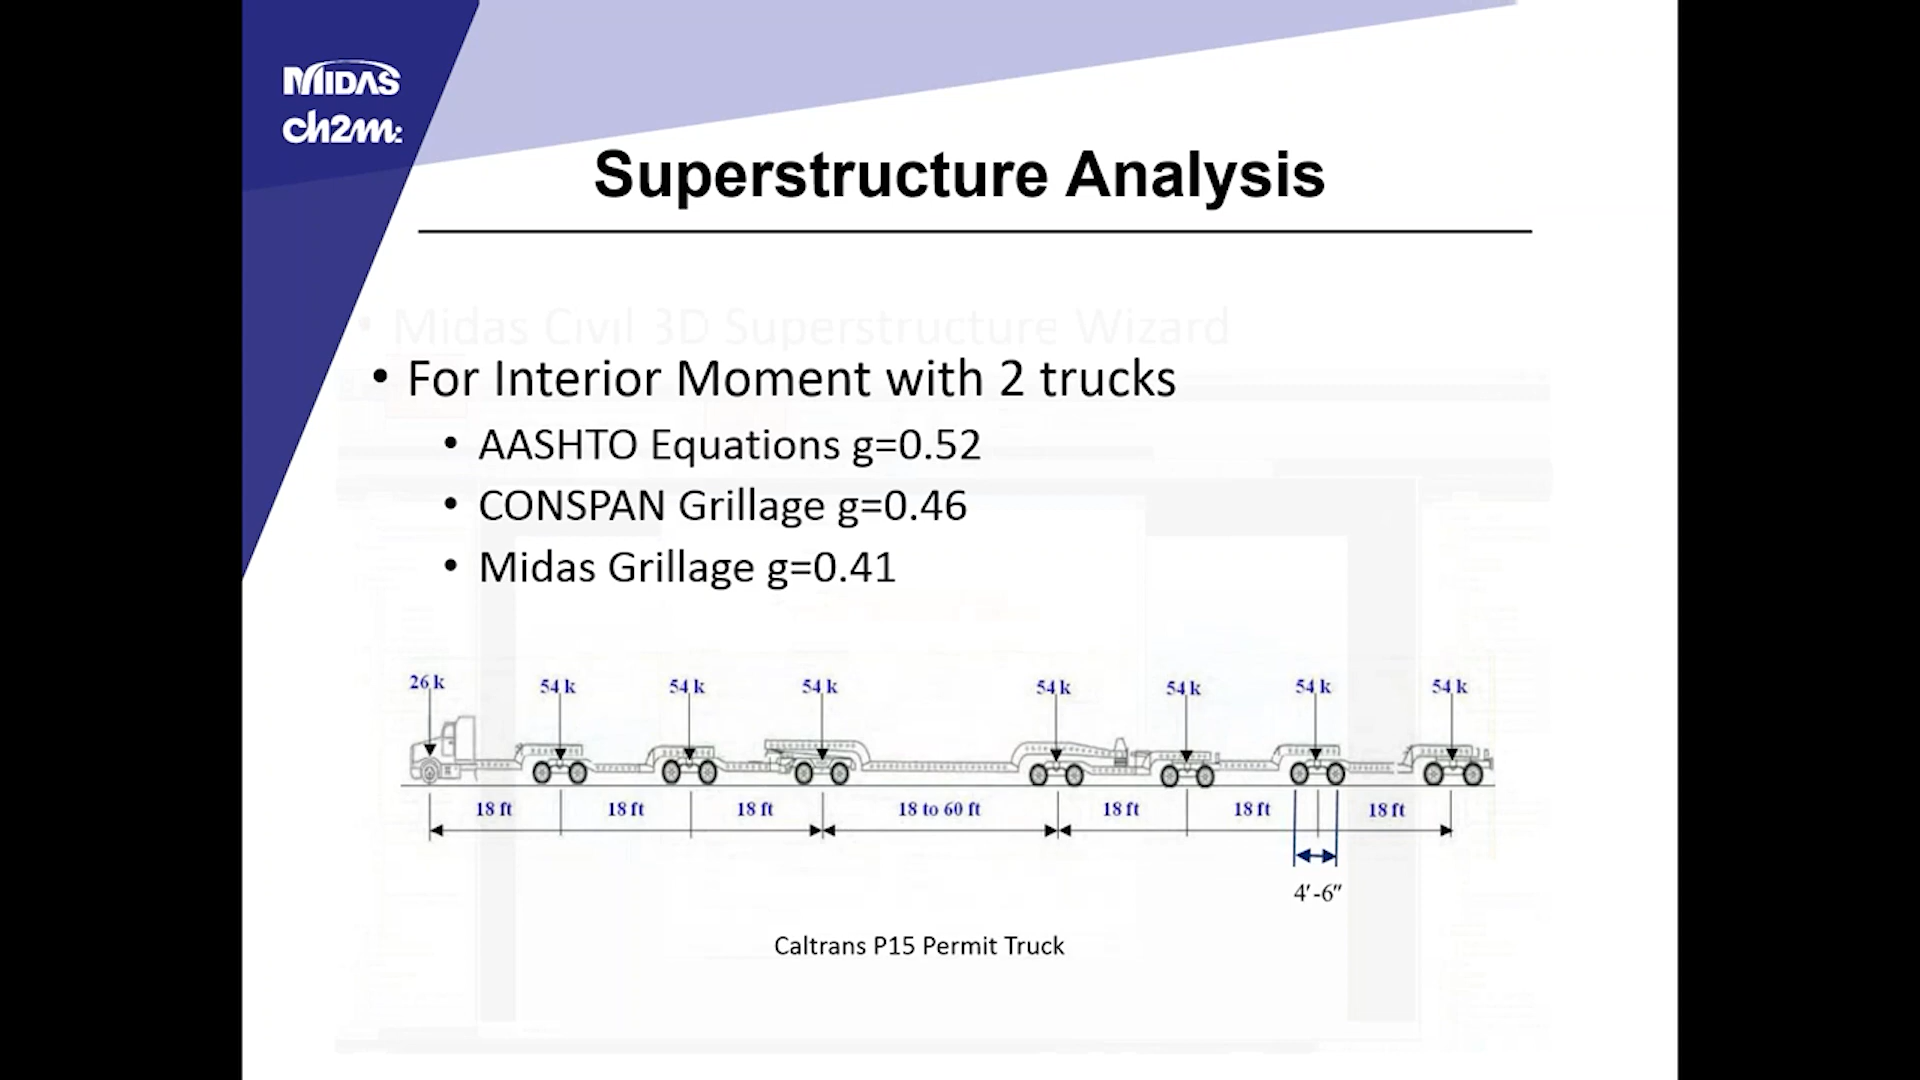 MIDAS
ch2m:
Superstructure Analysis
• Midas Civil 3D Superstructure Wizard
• For Interior Moment with 2 trucks
• AASHTO Equations g=0.52
• CONSPAN Grillage g=0.46
• Midas Grillage g=0.41
26 k 54 k 54 k 54 k 54 k 54 k 54 k 54 k
18 ft 18 ft 18 ft 18 to 60 ft 18 ft 18 ft 18 ft
4′-6″
Caltrans P15 Permit Truck